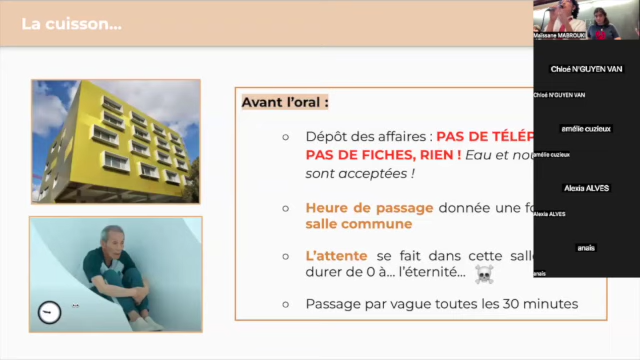 La cuisson...
Avant l'oral :
Dépôt des affaires : PAS DE TÉLÉP
PAS DE FICHES, RIEN ! Eau et nou
sont acceptées !
Heure de passage donnée une fo
salle commune
L'attente se fait dans cette sall
durer de 0 à... l'éternité...
Passage par vague toutes les 30 minutes
Maïssane MABROUKI
Chloé N'GUYEN VAN
Chloé N'GUYEN VAN
amélie cuzieux
amélie cuzieux
Alexia ALVES
Alexia ALVES
anais
anais